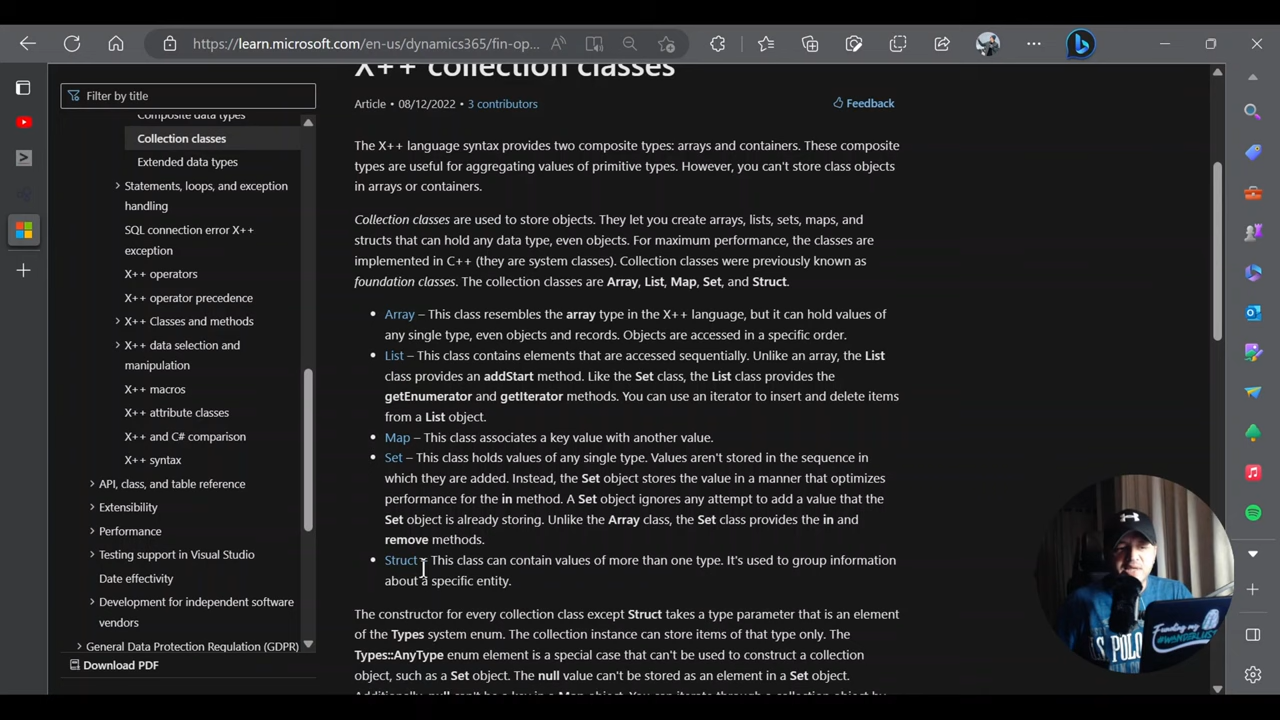 https://learn.microsoft.com/en-us/dynamics365/fin-op...
Filter by title
Composite data types
Collection classes
Extended data types
Statements, loops, and exception
handling
SQL connection error X++
exception
X++ operators
X++ operator precedence
X++ Classes and methods
X++ data selection and
manipulation
X++ macros
X++ attribute classes
X++ and C# comparison
X++ syntax
API, class, and table reference
Extensibility
Performance
Testing support in Visual Studio
Date effectivity
Development for independent software
vendors
General Data Protection Regulation (GDPR)
Download PDF
X++ collection classes
Article • 08/12/2022 • 3 contributors
Feedback
The X++ language syntax provides two composite types: arrays and containers. These composite
types are useful for aggregating values of primitive types. However, you can't store class objects
in arrays or containers.
Collection classes are used to store objects. They let you create arrays, lists, sets, maps, and
structs that can hold any data type, even objects. For maximum performance, the classes are
implemented in C++ (they are system classes). Collection classes were previously known as
foundation classes. The collection classes are Array, List, Map, Set, and Struct.
• Array – This class resembles the array type in the X++ language, but it can hold values of
any single type, even objects and records. Objects are accessed in a specific order.
• List – This class contains elements that are accessed sequentially. Unlike an array, the List
class provides an addStart method. Like the Set class, the List class provides the
getEnumerator and getIterator methods. You can use an iterator to insert and delete items
from a List object.
• Map – This class associates a key value with another value.
• Set – This class holds values of any single type. Values aren't stored in the sequence in
which they are added. Instead, the Set object stores the value in a manner that optimizes
performance for the in method. A Set object ignores any attempt to add a value that the
Set object is already storing. Unlike the Array class, the Set class provides the in and
remove methods.
• Struct – This class can contain values of more than one type. It's used to group information
about a specific entity.
The constructor for every collection class except Struct takes a type parameter that is an element
of the Types system enum. The collection instance can store items of that type only. The
Types::AnyType enum element is a special case that can't be used to construct a collection
object, such as a Set object. The null value can't be stored as an element in a Set object.
Additionally, null can't be a key in a Map object. You can iterate through a collection object by
POLO
Funding my
#WANDERLUST